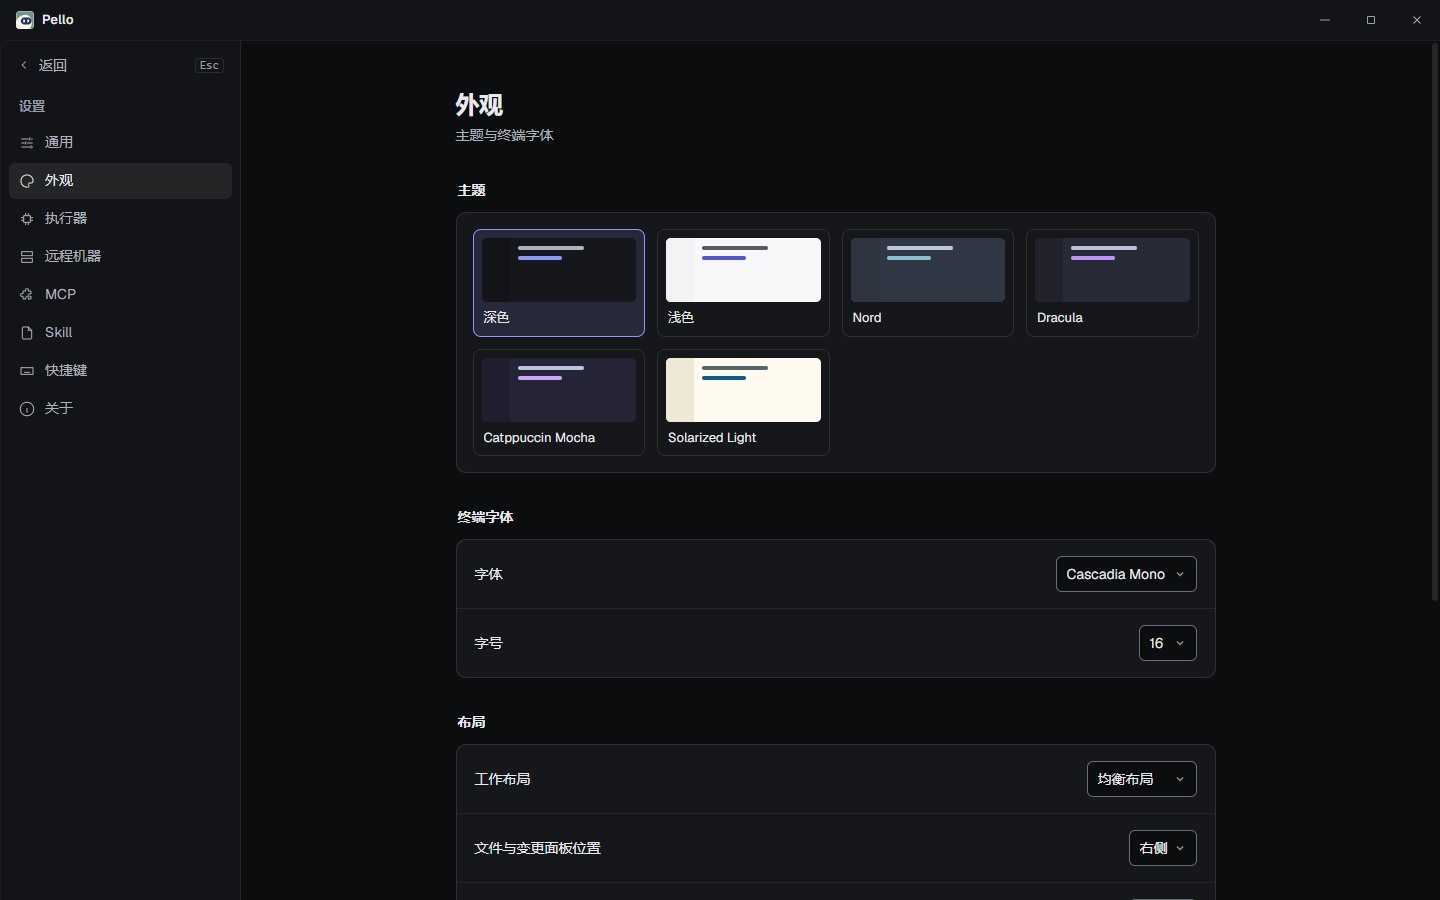 Pello
返回 Esc
设置
通用
外观
执行器
远程机器
MCP
Skill
快捷键
关于
外观
主题与终端字体
主题
深色
浅色
Nord
Dracula
Catppuccin Mocha
Solarized Light
终端字体
字体 Cascadia Mono
字号 16
布局
工作布局 均衡布局
文件与变更面板位置 右侧